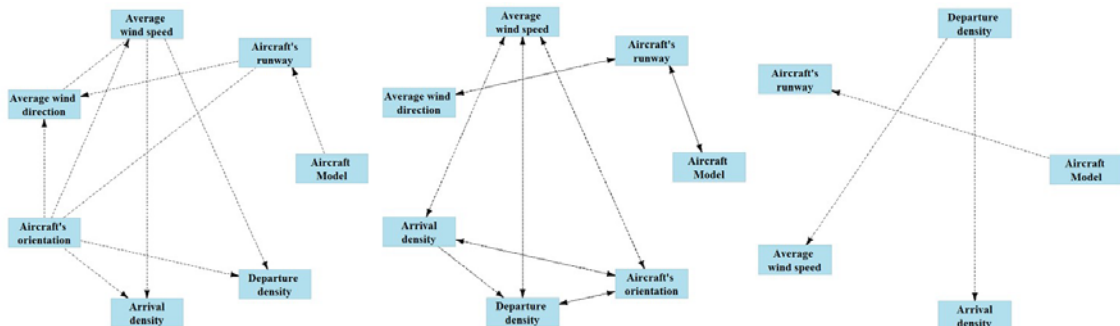 Average
wind speed
Aircraft's
runway
Average wind
direction
Aircraft
Model
Aircraft's
orientation
Departure
density
Arrival
density
Average
wind speed
Aircraft's
runway
Average wind
direction
Aircraft
Model
Arrival
density
Aircraft's
orientation
Departure
density
Departure
density
Aircraft's
runway
Aircraft
Model
Average
wind speed
Arrival
density